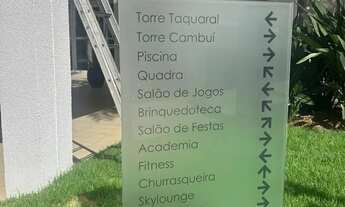 Torre Taquaral
Torre Cambuí
Piscina
Quadra
Salão de Jogos
Brinquedoteca
Salão de Festas
Academia
Fitness
Churrasqueira
Skylounge